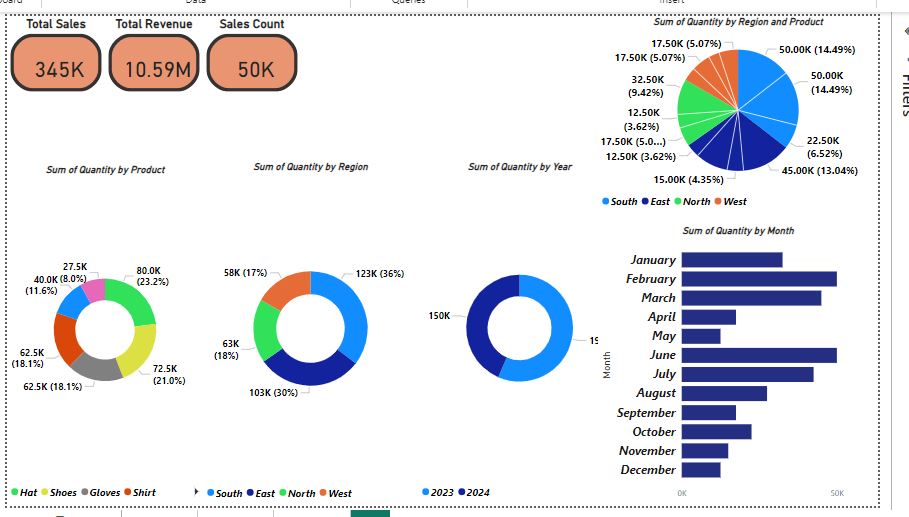 Data
Queries
Insert
Total Sales
Total Revenue
Sales Count
345K
10.59M
50K
Sum of Quantity by Region and Product
17.50K (5.07%)
17.50K (5.07%)
32.50K
(9.42%)
12.50K
(3.62%)
17.50K (5.0...)
12.50K (3.62%)
15.00K (4.35%)
50.00K (14.49%)
50.00K
(14.49%)
22.50K
(6.52%)
45.00K (13.04%)
South East North West
Filters
Sum of Quantity by Product
27.5K
(8.0%)
40.0K
(11.6%)
62.5K
(18.1%)
62.5K (18.1%)
80.0K
(23.2%)
72.5K
(21.0%)
Hat Shoes Gloves Shirt
Sum of Quantity by Region
58K (17%)
123K (36%)
63K
(18%)
103K (30%)
South East North West
Sum of Quantity by Year
150K
19
2023 2024
Sum of Quantity by Month
Month
January
February
March
April
May
June
July
August
September
October
November
December
0K
50K